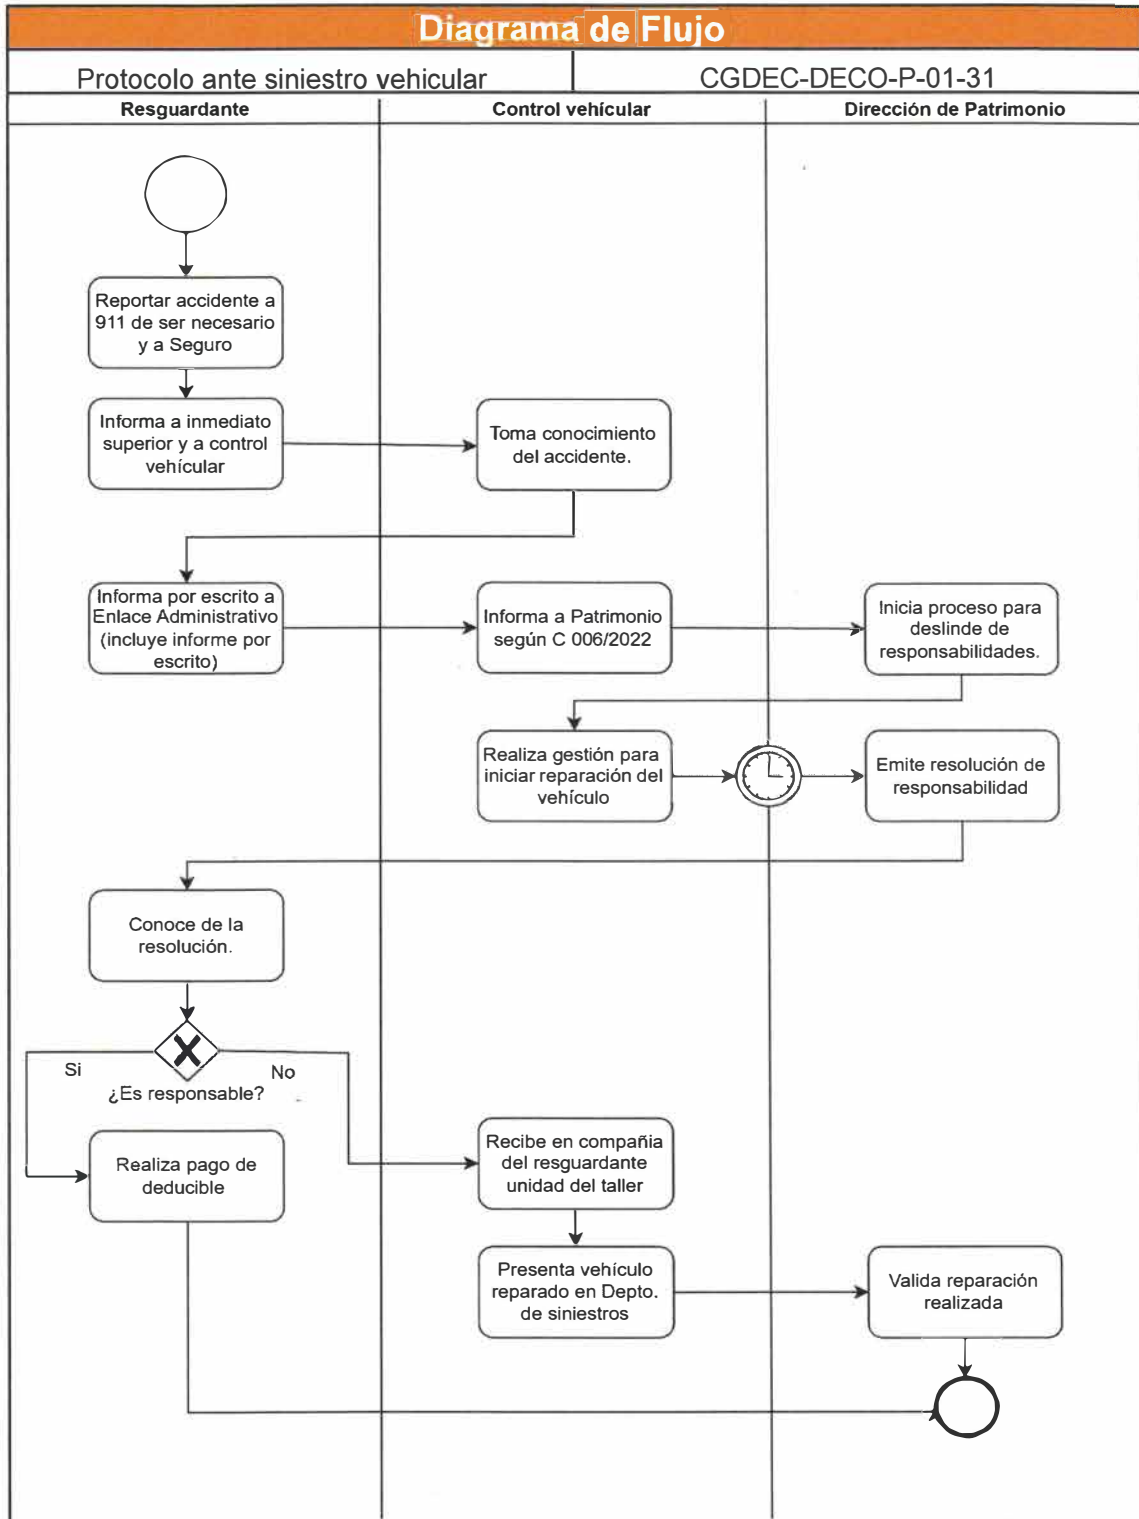 Diagrama de Flujo
Protocolo ante siniestro vehicular
CGDEC-DECO-P-01-31
Resguardante
Control vehícular
Dirección de Patrimonio
Reportar accidente a
911 de ser necesario
y a Seguro
Informa a inmediato
superior y a control
vehícular
Toma conocimiento
del accidente.
Informa por escrito a
Enlace Administrativo
(incluye informe por
escrito)
Informa a Patrimonio
según C 006/2022
Inicia proceso para
deslinde de
responsabilidades.
Realiza gestión para
iniciar reparación del
vehículo
Emite resolución de
responsabilidad
Conoce de la
resolución.
Si
No
¿Es responsable?
Realiza pago de
deducible
Recibe en compañia
del resguardante
unidad del taller
Presenta vehículo
reparado en Depto.
de siniestros
Valida reparación
realizada